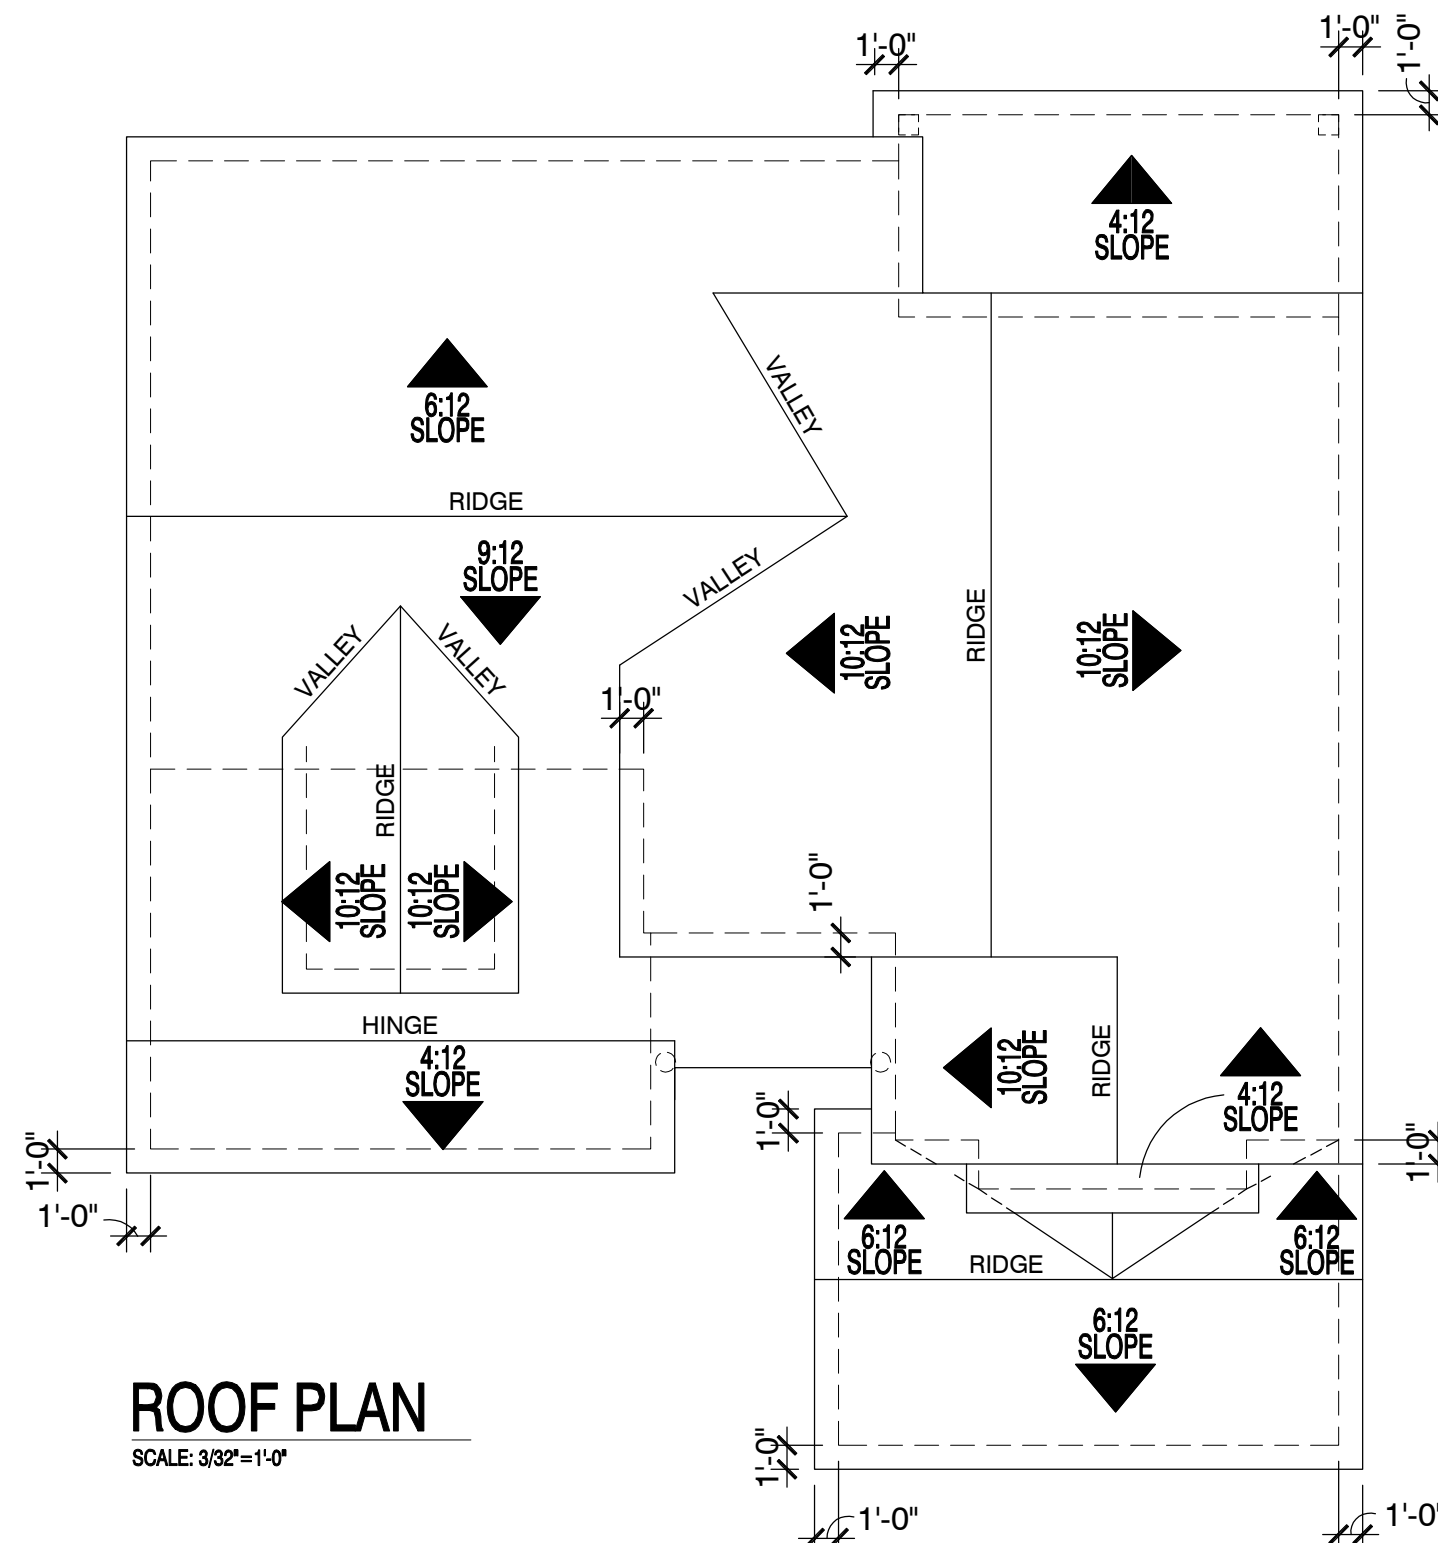 1'-0"
1'-0"
1'-0"
4:12
SLOPE
VALLEY
6:12
SLOPE
RIDGE
9:12
SLOPE
VALLEY
VALLEY
VALLEY
RIDGE
10:12
SLOPE
10:12
SLOPE
1'-0"
RIDGE
10:12
SLOPE
10:12
SLOPE
1'-0"
HINGE
4:12
SLOPE
10:12
SLOPE
RIDGE
4:12
SLOPE
1'-0"
1'-0"
1'-0"
1'-0"
6:12
SLOPE
RIDGE
6:12
SLOPE
6:12
SLOPE
ROOF PLAN
SCALE: 3/32"=1'-0"
1'-0"
1'-0"
1'-0"